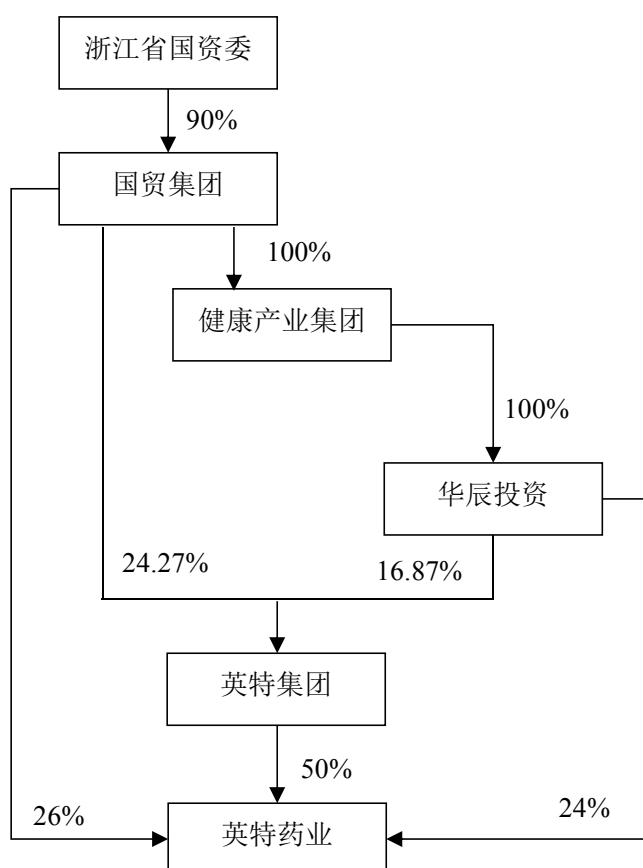 浙江省国资委
90%
国贸集团
100%
健康产业集团
100%
华辰投资
24.27%
16.87%
英特集团
50%
26%
英特药业
24%